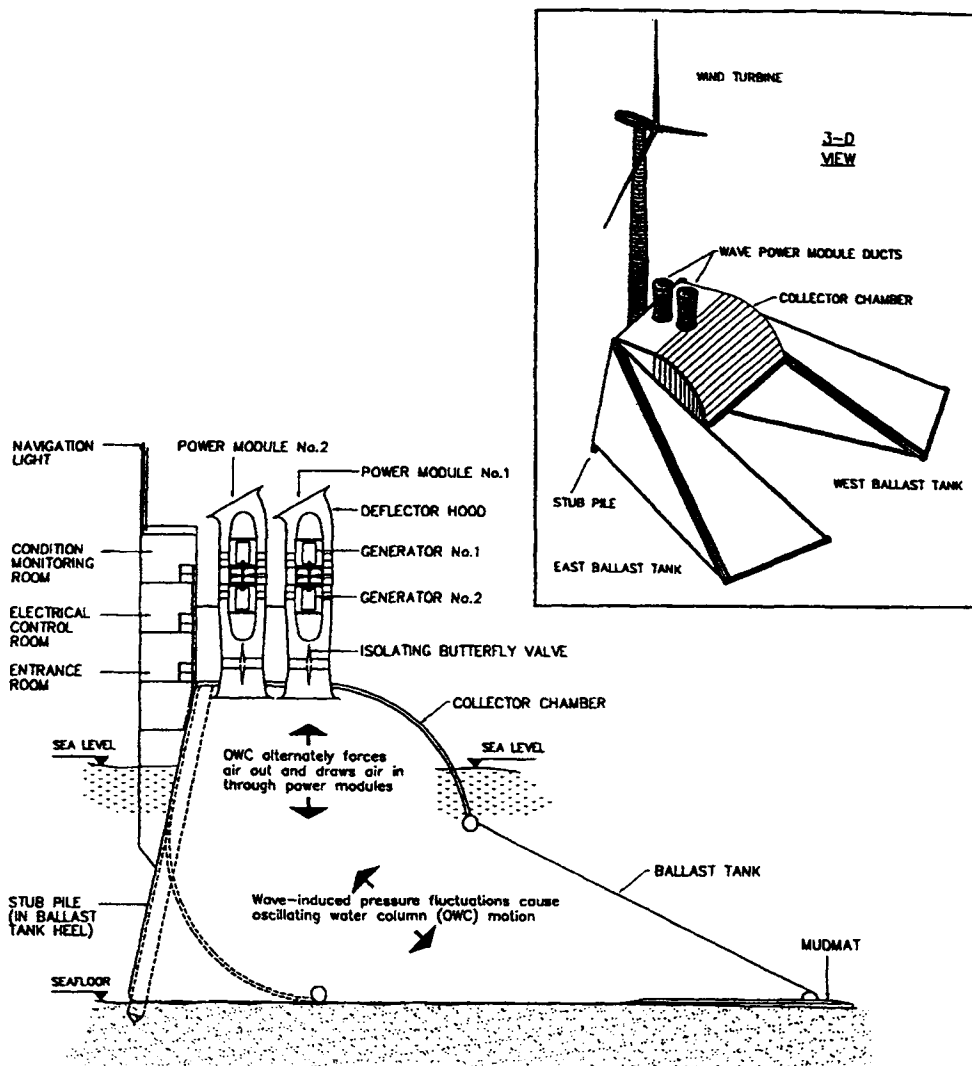 WIND TURBINE
3-D
VIEW
WAVE POWER MODULE DUCTS
COLLECTOR CHAMBER
WEST BALLAST TANK
STUB PILE
EAST BALLAST TANK
NAVIGATION
LIGHT
POWER MODULE No.2
POWER MODULE No.1
DEFLECTOR HOOD
CONDITION
MONITORING
ROOM
GENERATOR No.1
GENERATOR No.2
ELECTRICAL
CONTROL
ROOM
ISOLATING BUTTERFLY VALVE
ENTRANCE
ROOM
COLLECTOR CHAMBER
SEA LEVEL
OWC alternately forces
air out and draws air in
through power modules
SEA LEVEL
BALLAST TANK
STUB PILE
(IN BALLAST
TANK HEEL)
Wave-induced pressure fluctuations cause
oscillating water column (OWC) motion
MUDMAT
SEAFLOOR